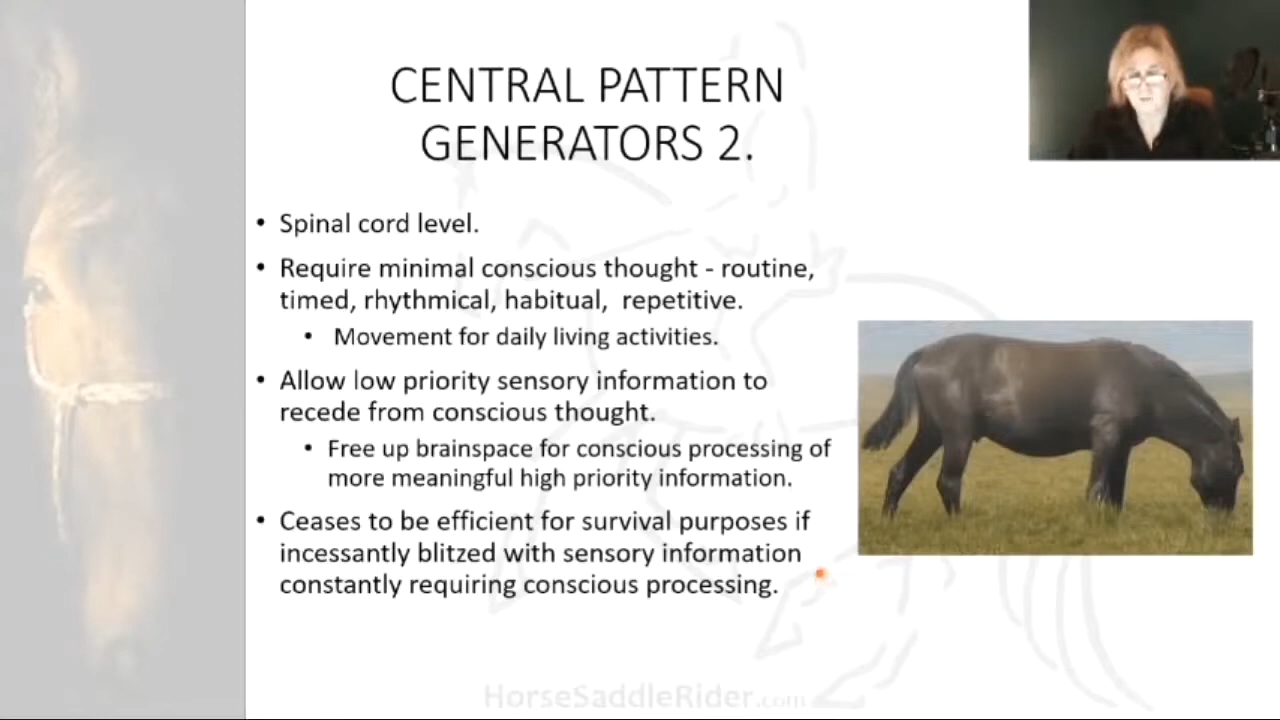 CENTRAL PATTERN
GENERATORS 2.
• Spinal cord level.
• Require minimal conscious thought - routine,
timed, rhythmical, habitual,  repetitive.
• Movement for daily living activities.
• Allow low priority sensory information to
recede from conscious thought.
• Free up brainspace for conscious processing of
more meaningful high priority information.
• Ceases to be efficient for survival purposes if
incessantly blitzed with sensory information
constantly requiring conscious processing.
HorseSaddleRider.com